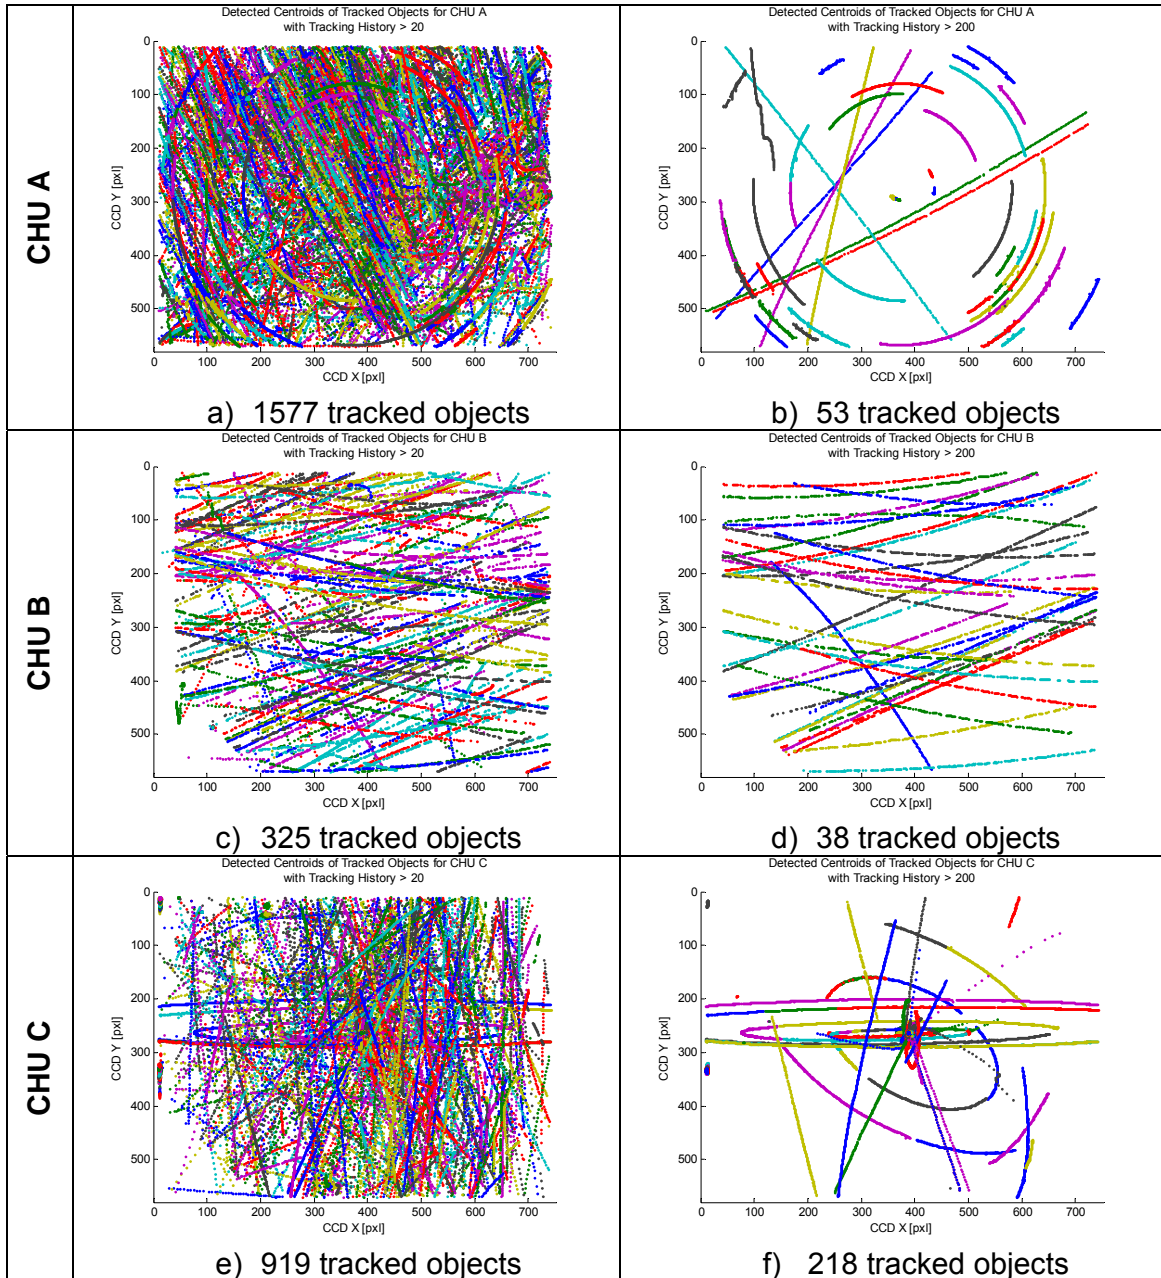 CHU A
Detected Centroids of Tracked Objects for CHU A
with Tracking History > 20
0
100
200
300
400
500
CCD Y [pxl]
0 100 200 300 400 500 600 700
CCD X [pxl]
a) 1577 tracked objects
Detected Centroids of Tracked Objects for CHU A
with Tracking History > 200
0
100
200
300
400
500
CCD Y [pxl]
0 100 200 300 400 500 600 700
CCD X [pxl]
b) 53 tracked objects
CHU B
Detected Centroids of Tracked Objects for CHU B
with Tracking History > 20
0
100
200
300
400
500
CCD Y [pxl]
0 100 200 300 400 500 600 700
CCD X [pxl]
c) 325 tracked objects
Detected Centroids of Tracked Objects for CHU B
with Tracking History > 200
0
100
200
300
400
500
CCD Y [pxl]
0 100 200 300 400 500 600 700
CCD X [pxl]
d) 38 tracked objects
CHU C
Detected Centroids of Tracked Objects for CHU C
with Tracking History > 20
0
100
200
300
400
500
CCD Y [pxl]
0 100 200 300 400 500 600 700
CCD X [pxl]
e) 919 tracked objects
Detected Centroids of Tracked Objects for CHU C
with Tracking History > 200
0
100
200
300
400
500
CCD Y [pxl]
0 100 200 300 400 500 600 700
CCD X [pxl]
f) 218 tracked objects